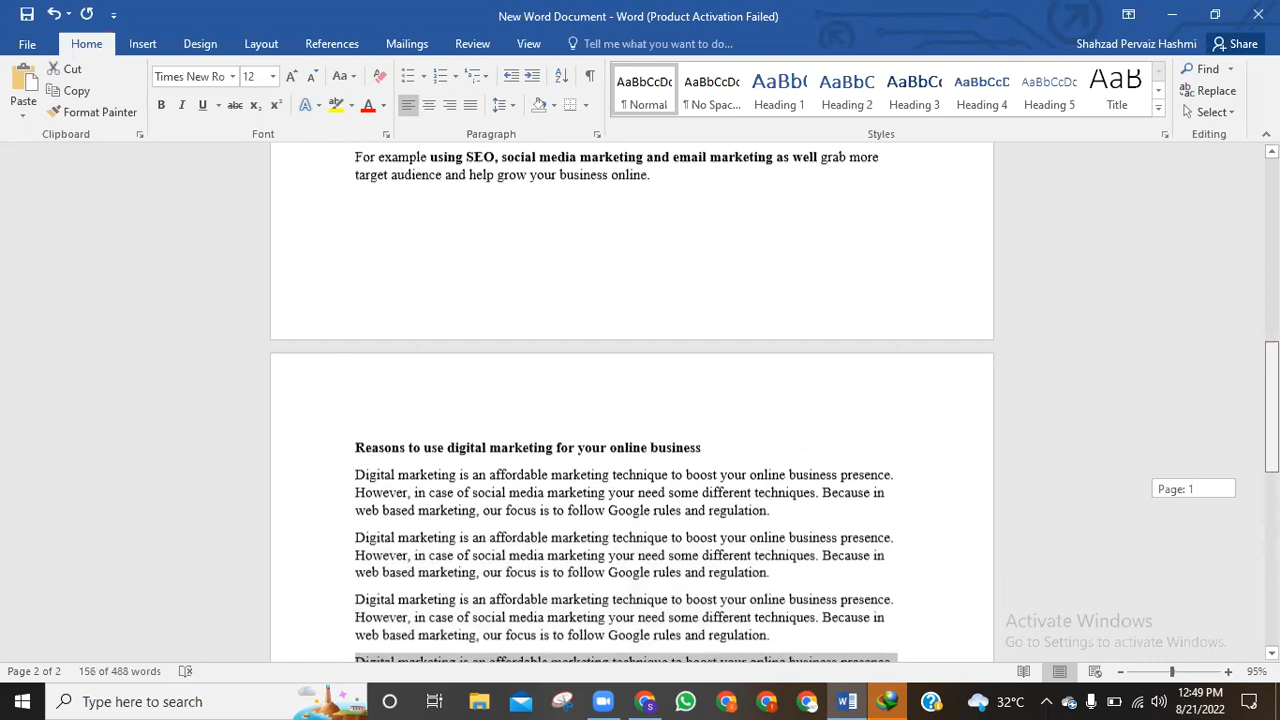 New Word Document - Word (Product Activation Failed)
File Home Insert Design Layout References Mailings Review View Tell me what you want to do... Shahzad Pervaiz Hashmi Share
Paste Cut Copy Format Painter
Times New Ro 12
Find Replace Select
¶ Normal ¶ No Spac... Heading 1 Heading 2 Heading 3 Heading 4 Heading 5 Title
Clipboard Font Paragraph Styles Editing
For example using SEO, social media marketing and email marketing as well grab more
target audience and help grow your business online.
Reasons to use digital marketing for your online business
Digital marketing is an affordable marketing technique to boost your online business presence.
However, in case of social media marketing your need some different techniques. Because in
web based marketing, our focus is to follow Google rules and regulation.
Digital marketing is an affordable marketing technique to boost your online business presence.
However, in case of social media marketing your need some different techniques. Because in
web based marketing, our focus is to follow Google rules and regulation.
Digital marketing is an affordable marketing technique to boost your online business presence.
However, in case of social media marketing your need some different techniques. Because in
web based marketing, our focus is to follow Google rules and regulation.
Digital marketing is an affordable marketing technique to boost your online business presence.
Page: 1
Activate Windows
Go to Settings to activate Windows.
Page 2 of 2 156 of 488 words 95%
Type here to search 32°C 12:49 PM
8/21/2022